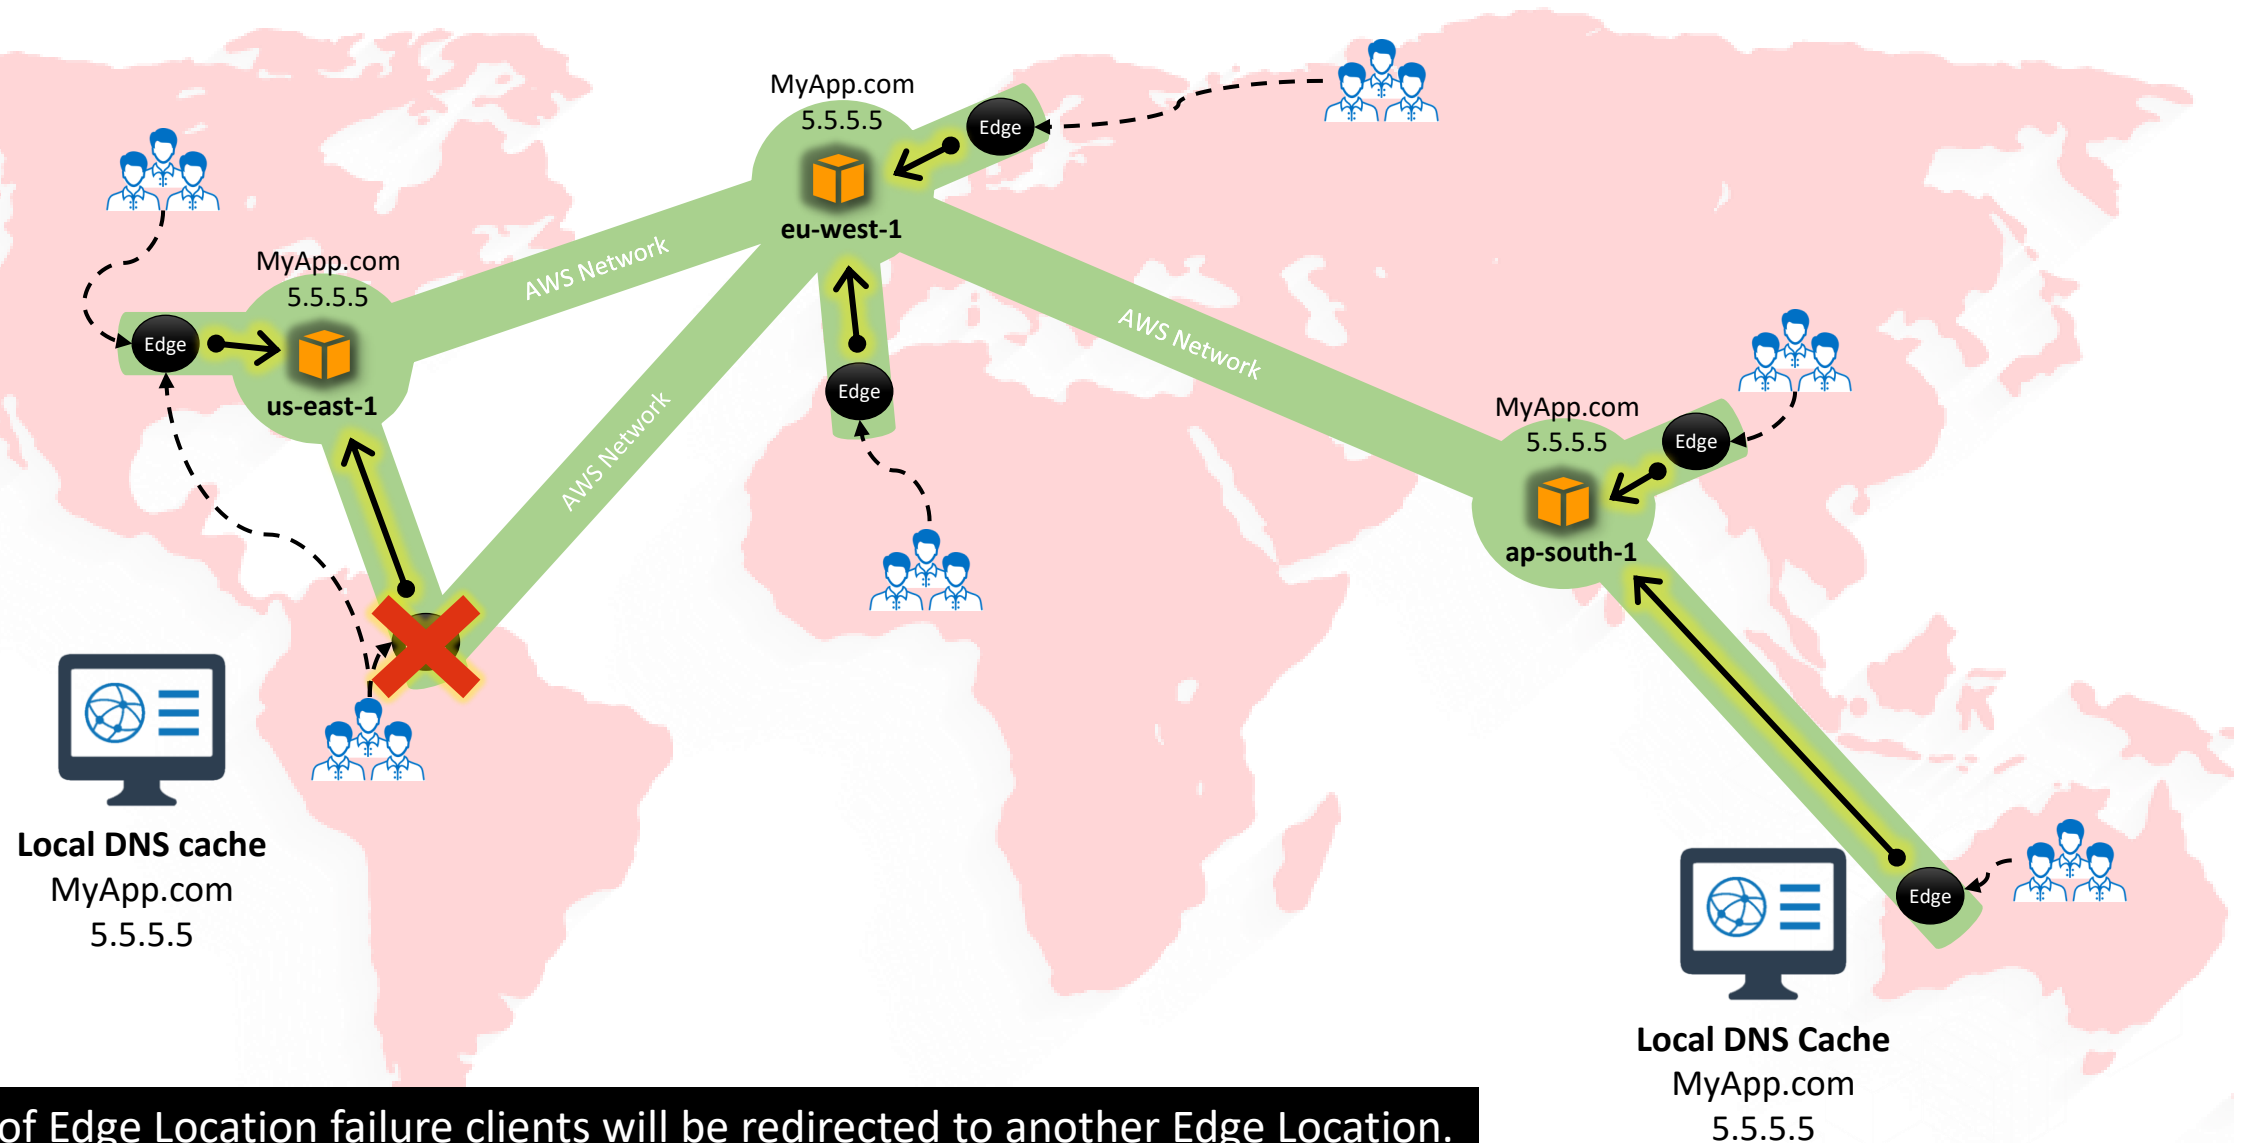 MyApp.com
5.5.5.5
Edge
eu-west-1
MyApp.com
5.5.5.5
Edge
us-east-1
AWS Network
AWS Network
AWS Network
Edge
MyApp.com
5.5.5.5
Edge
ap-south-1
Local DNS cache
MyApp.com
5.5.5.5
Edge
Local DNS Cache
MyApp.com
5.5.5.5
of Edge Location failure clients will be redirected to another Edge Location.